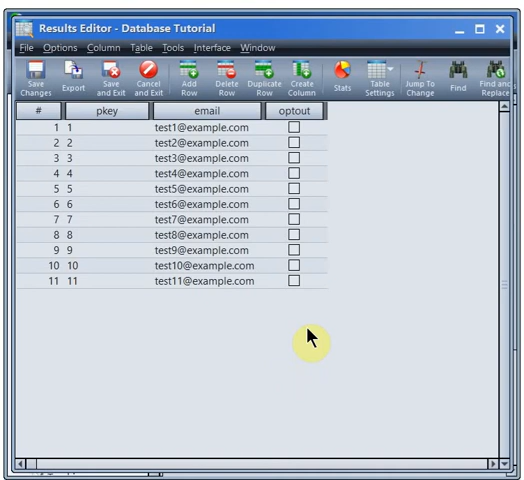 Results Editor - Database Tutorial
File Options Column Table Tools Interface Window
Save Changes Export Save and Exit Cancel and Exit Add Row Delete Row Duplicate Row Create Column Stats Table Settings Jump To Change Find Find and Replace
# pkey email optout
1 1 test1@example.com
2 2 test2@example.com
3 3 test3@example.com
4 4 test4@example.com
5 5 test5@example.com
6 6 test6@example.com
7 7 test7@example.com
8 8 test8@example.com
9 9 test9@example.com
10 10 test10@example.com
11 11 test11@example.com